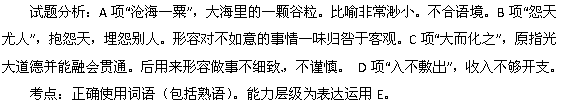 试题分析：A 项“沧海一粟”，大海里的一颗谷粒。比喻非常渺小。不合语境。B 项“怨天
尤人”，抱怨天，埋怨别人。形容对不如意的事情一味归咎于客观。C 项“大而化之”，原指光
大道德并能融会贯通。后用来形容做事不细致.，不谨慎。 D 项“入不敷出”，收入不够开支。
考点：正确使用词语（包括熟语）。能力层级为表达运用 E。